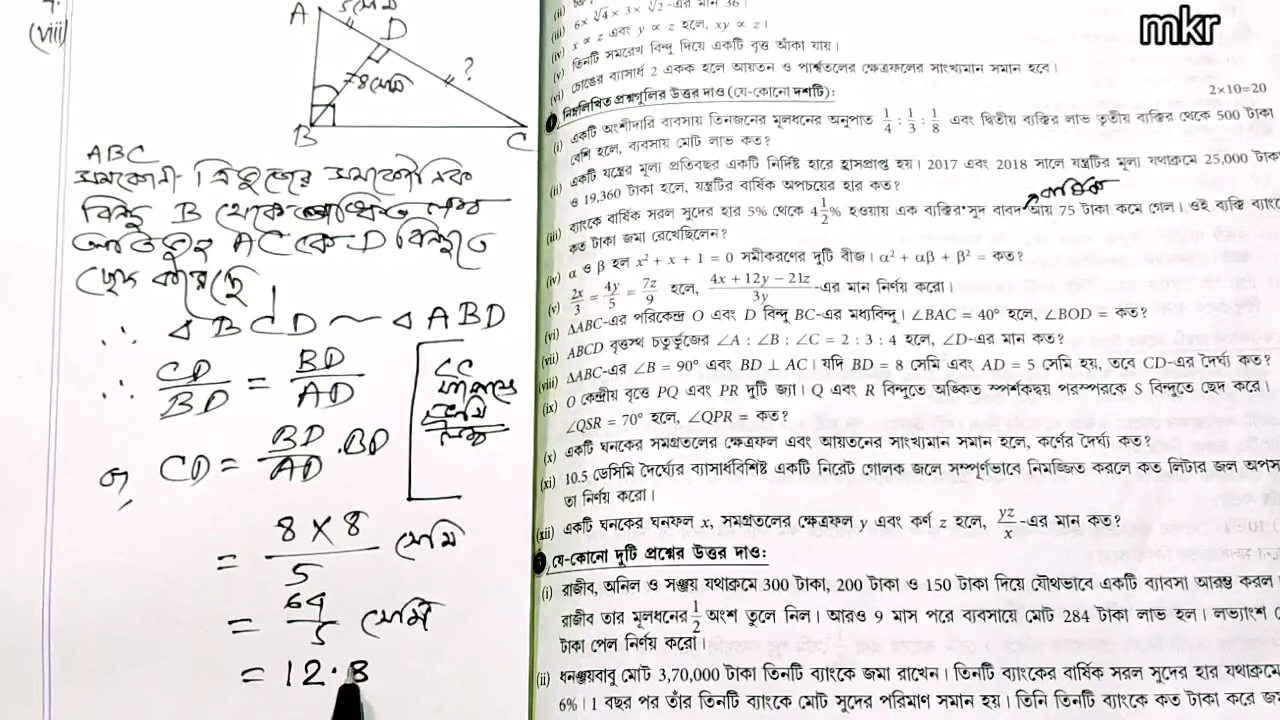 mkr
(viii)
A 5 সেমি
D
8 সেমি
?
B
C
ABC
সমকোণী ত্রিভুজের সমকৌণিক
বিন্দু B থেকে লম্ব
অতিভুজ AC কে D বিন্দুতে
ছেদ করেছে।
∴ △BCD ~ △ABD
∴ CD/BD = BD/AD
বা, CD = BD/AD . BD
= 8 × 8 / 5 সেমি
= 64/5 সেমি
= 12.8
(ii)
(iii) 6× ∛4 × 3× ∛2-এর মান 36।
(iv) x ∝ z এবং y ∝ z হলে, xy ∝ z।
(v) তিনটি সমরেখ বিন্দু দিয়ে একটি বৃত্ত আঁকা যায়।
(vi) চোঙের ব্যাসার্ধ 2 একক হলে আয়তন ও পার্শ্বতলের ক্ষেত্রফলের সাংখ্যমান সমান হবে।
নিম্নলিখিত প্রশ্নগুলির উত্তর দাও (যে-কোনো দশটি): 2×10=20
(i) একটি অংশীদারি ব্যবসায় তিনজনের মূলধনের অনুপাত 1/4 : 1/3 : 1/8 এবং দ্বিতীয় ব্যক্তির লাভ তৃতীয় ব্যক্তির থেকে 500 টাকা
বেশি হলে, ব্যবসায় মোট লাভ কত?
(ii) একটি যন্ত্রের মূল্য প্রতিবছর একটি নির্দিষ্ট হারে হ্রাসপ্রাপ্ত হয়। 2017 এবং 2018 সালে যন্ত্রটির মূল্য যথাক্রমে 25,000 টাকা
ও 19,360 টাকা হলে, যন্ত্রটির বার্ষিক অপচয়ের হার কত?
বার্ষিক
(iii) ব্যাংকে বার্ষিক সরল সুদের হার 5% থেকে 4 1/2% হওয়ায় এক ব্যক্তির সুদ বাবদ আয় 75 টাকা কমে গেল। ওই ব্যক্তি ব্যাংকে
কত টাকা জমা রেখেছিলেন?
(iv) α ও β হল x² + x + 1 = 0 সমীকরণের দুটি বীজ। α² + αβ + β² = কত?
(v) 2x/3 = 4y/5 = 7z/9 হলে, (4x + 12y − 21z)/3y -এর মান নির্ণয় করো।
(vi) ∆ABC-এর পরিকেন্দ্র O এবং D বিন্দু BC-এর মধ্যবিন্দু। ∠BAC = 40° হলে, ∠BOD = কত?
(vii) ABCD বৃত্তস্থ চতুর্ভুজের ∠A : ∠B : ∠C = 2 : 3 : 4 হলে, ∠D-এর মান কত?
(viii) ∆ABC-এর ∠B = 90° এবং BD ⊥ AC। যদি BD = 8 সেমি এবং AD = 5 সেমি হয়, তবে CD-এর দৈর্ঘ্য কত?
(ix) O কেন্দ্রীয় বৃত্তে PQ এবং PR দুটি জ্যা। Q এবং R বিন্দুতে অঙ্কিত স্পর্শকদ্বয় পরস্পরকে S বিন্দুতে ছেদ করে।
∠QSR = 70° হলে, ∠QPR = কত?
(x) একটি ঘনকের সমগ্রতলের ক্ষেত্রফল এবং আয়তনের সাংখ্যমান সমান হলে, কর্ণের দৈর্ঘ্য কত?
(xi) 10.5 ডেসিমি দৈর্ঘ্যের ব্যাসার্ধবিশিষ্ট একটি নিরেট গোলক জলে সম্পূর্ণভাবে নিমজ্জিত করলে কত লিটার জল অপস
তা নির্ণয় করো।
(xii) একটি ঘনকের ঘনফল x, সমগ্রতলের ক্ষেত্রফল y এবং কর্ণ z হলে, yz/x -এর মান কত?
যে-কোনো দুটি প্রশ্নের উত্তর দাও:
(i) রাজীব, অনিল ও সঞ্জয় যথাক্রমে 300 টাকা, 200 টাকা ও 150 টাকা দিয়ে যৌথভাবে একটি ব্যাবসা আরম্ভ করল।
রাজীব তার মূলধনের 1/2 অংশ তুলে নিল। আরও 9 মাস পরে ব্যবসায়ে মোট 284 টাকা লাভ হল। লভ্যাংশ
টাকা পেল নির্ণয় করো।
(ii) ধনঞ্জয়বাবু মোট 3,70,000 টাকা তিনটি ব্যাংকে জমা রাখেন। তিনটি ব্যাংকের বার্ষিক সরল সুদের হার যথাক্রমে
6%। 1 বছর পর তাঁর তিনটি ব্যাংকে মোট সুদের পরিমাণ সমান হয়। তিনি তিনটি ব্যাংকে কত টাকা করে জমা